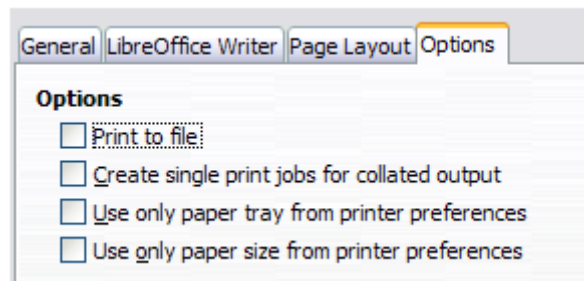 General LibreOffice Writer Page Layout Options
Options
Print to file
Create single print jobs for collated output
Use only paper tray from printer preferences
Use only paper size from printer preferences